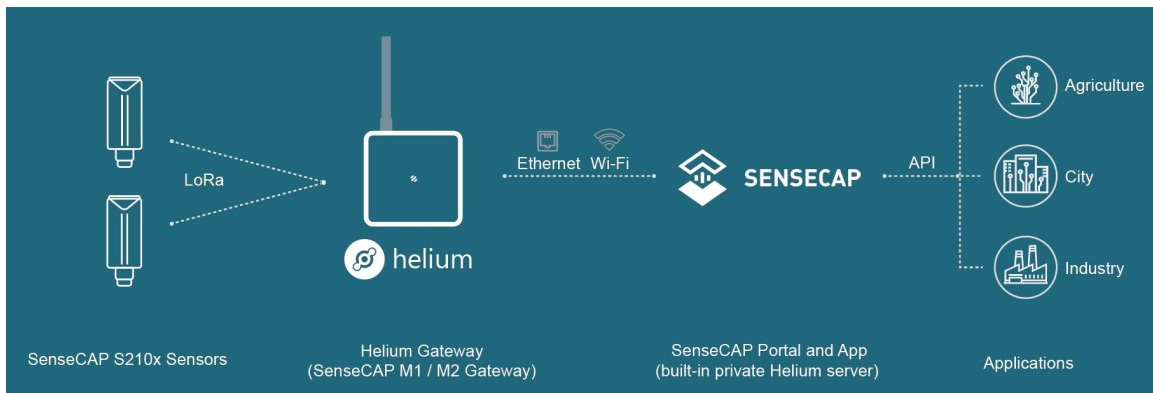 LoRa
helium
Ethernet Wi-Fi
SENSECAP
API
Agriculture
City
Industry
SenseCAP S210x Sensors
Helium Gateway
(SenseCAP M1 / M2 Gateway)
SenseCAP Portal and App
(built-in private Helium server)
Applications